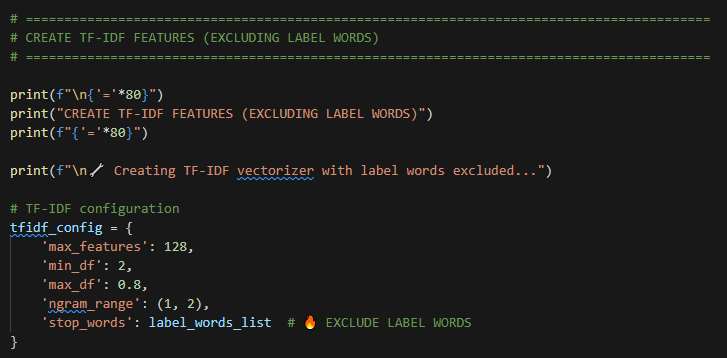 # ==================================================================================
# CREATE TF-IDF FEATURES (EXCLUDING LABEL WORDS)
# ==================================================================================
print(f"\n{'='*80}")
print("CREATE TF-IDF FEATURES (EXCLUDING LABEL WORDS)")
print(f"{'='*80}")
print("\n🔧 Creating TF-IDF vectorizer with label words excluded...")
# TF-IDF configuration
tfidf_config = {
    'max_features': 128,
    'min_df': 2,
    'max_df': 0.8,
    'ngram_range': (1, 2),
    'stop_words': label_words_list  # 🔥 EXCLUDE LABEL WORDS
}